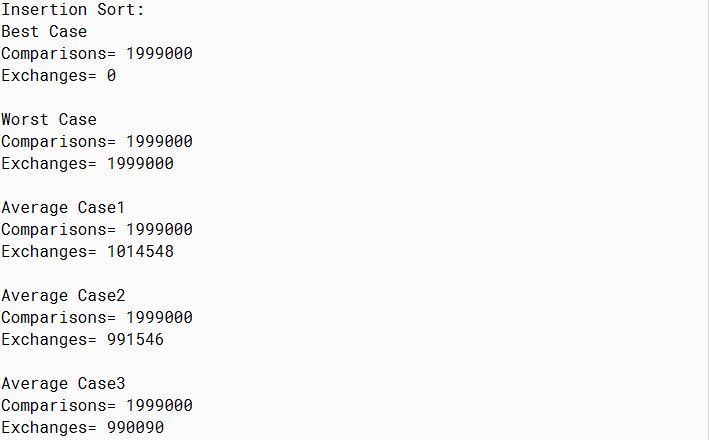 Insertion Sort:
Best Case
Comparisons= 1999000
Exchanges= 0
Worst Case
Comparisons= 1999000
Exchanges= 1999000
Average Case1
Comparisons= 1999000
Exchanges= 1014548
Average Case2
Comparisons= 1999000
Exchanges= 991546
Average Case3
Comparisons= 1999000
Exchanges= 990090